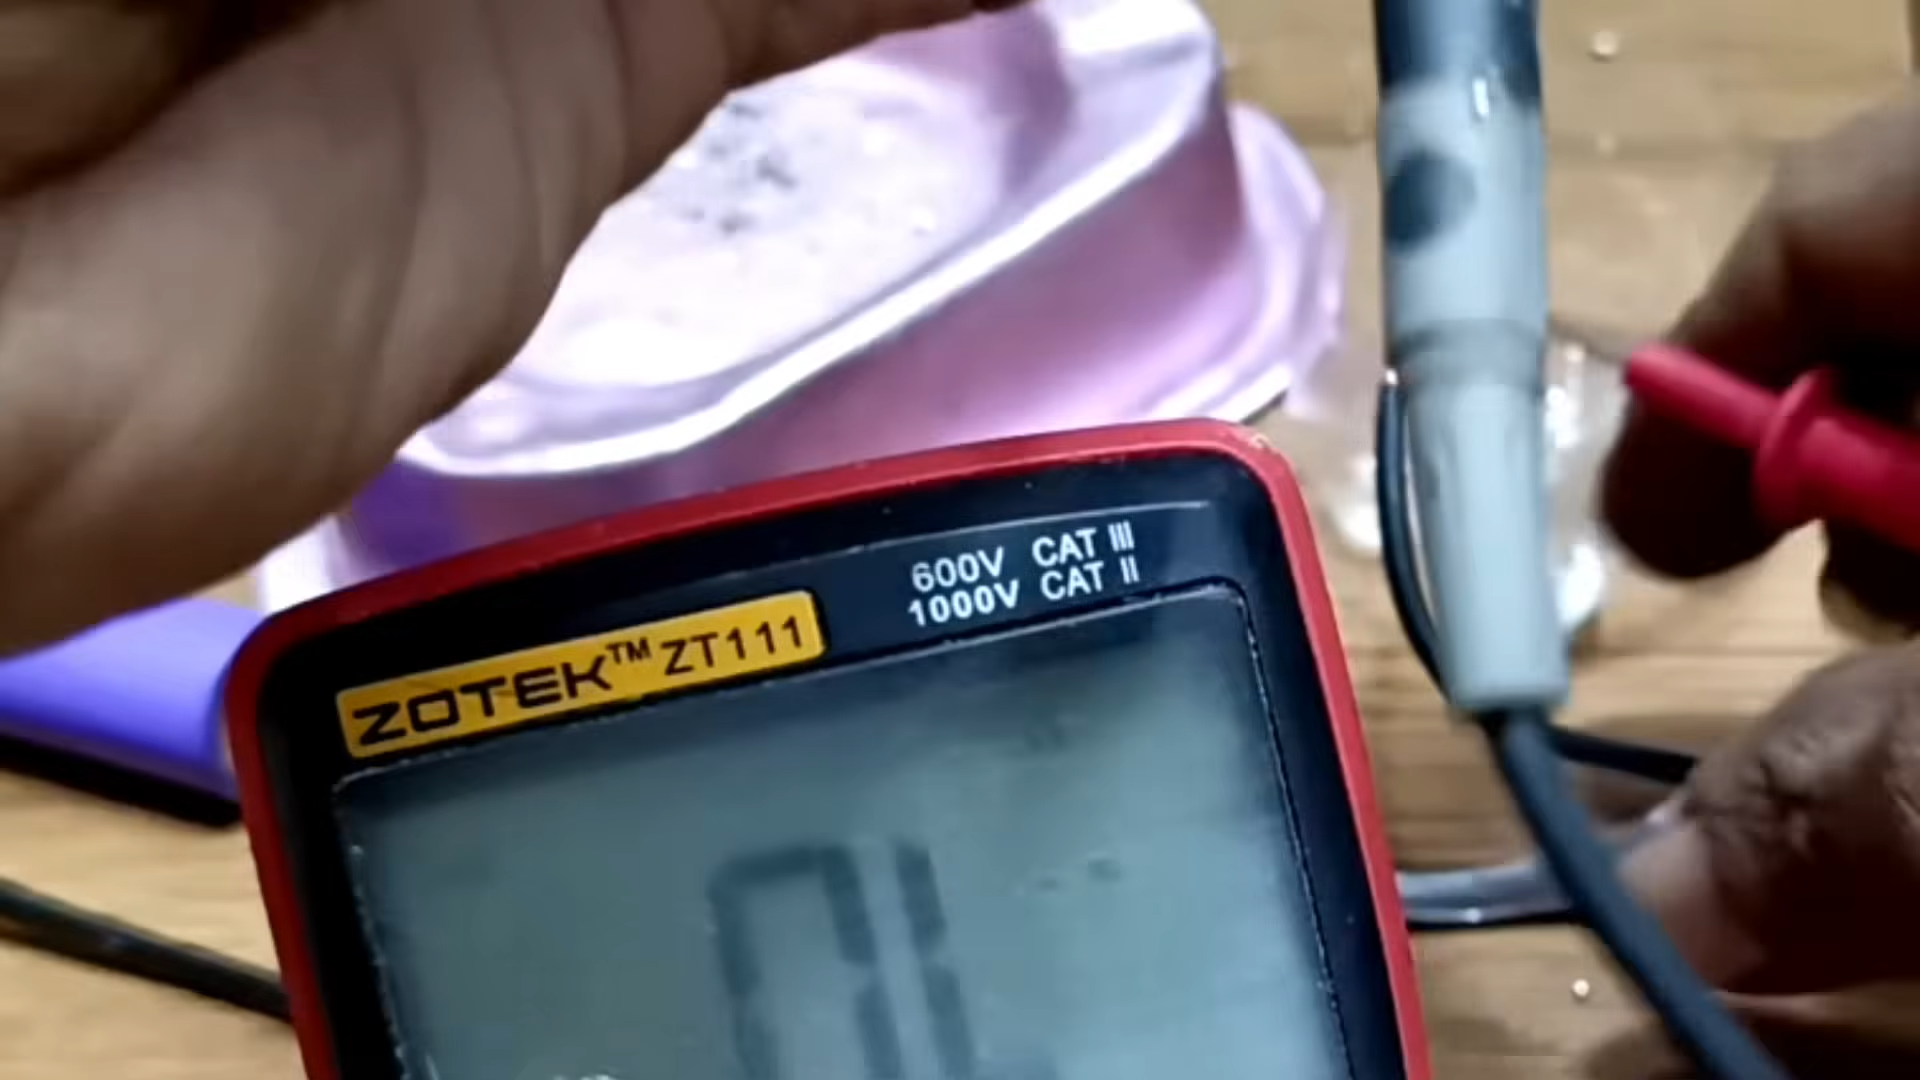 600V CAT III
1000V CAT II
ZOTEK™ ZT111